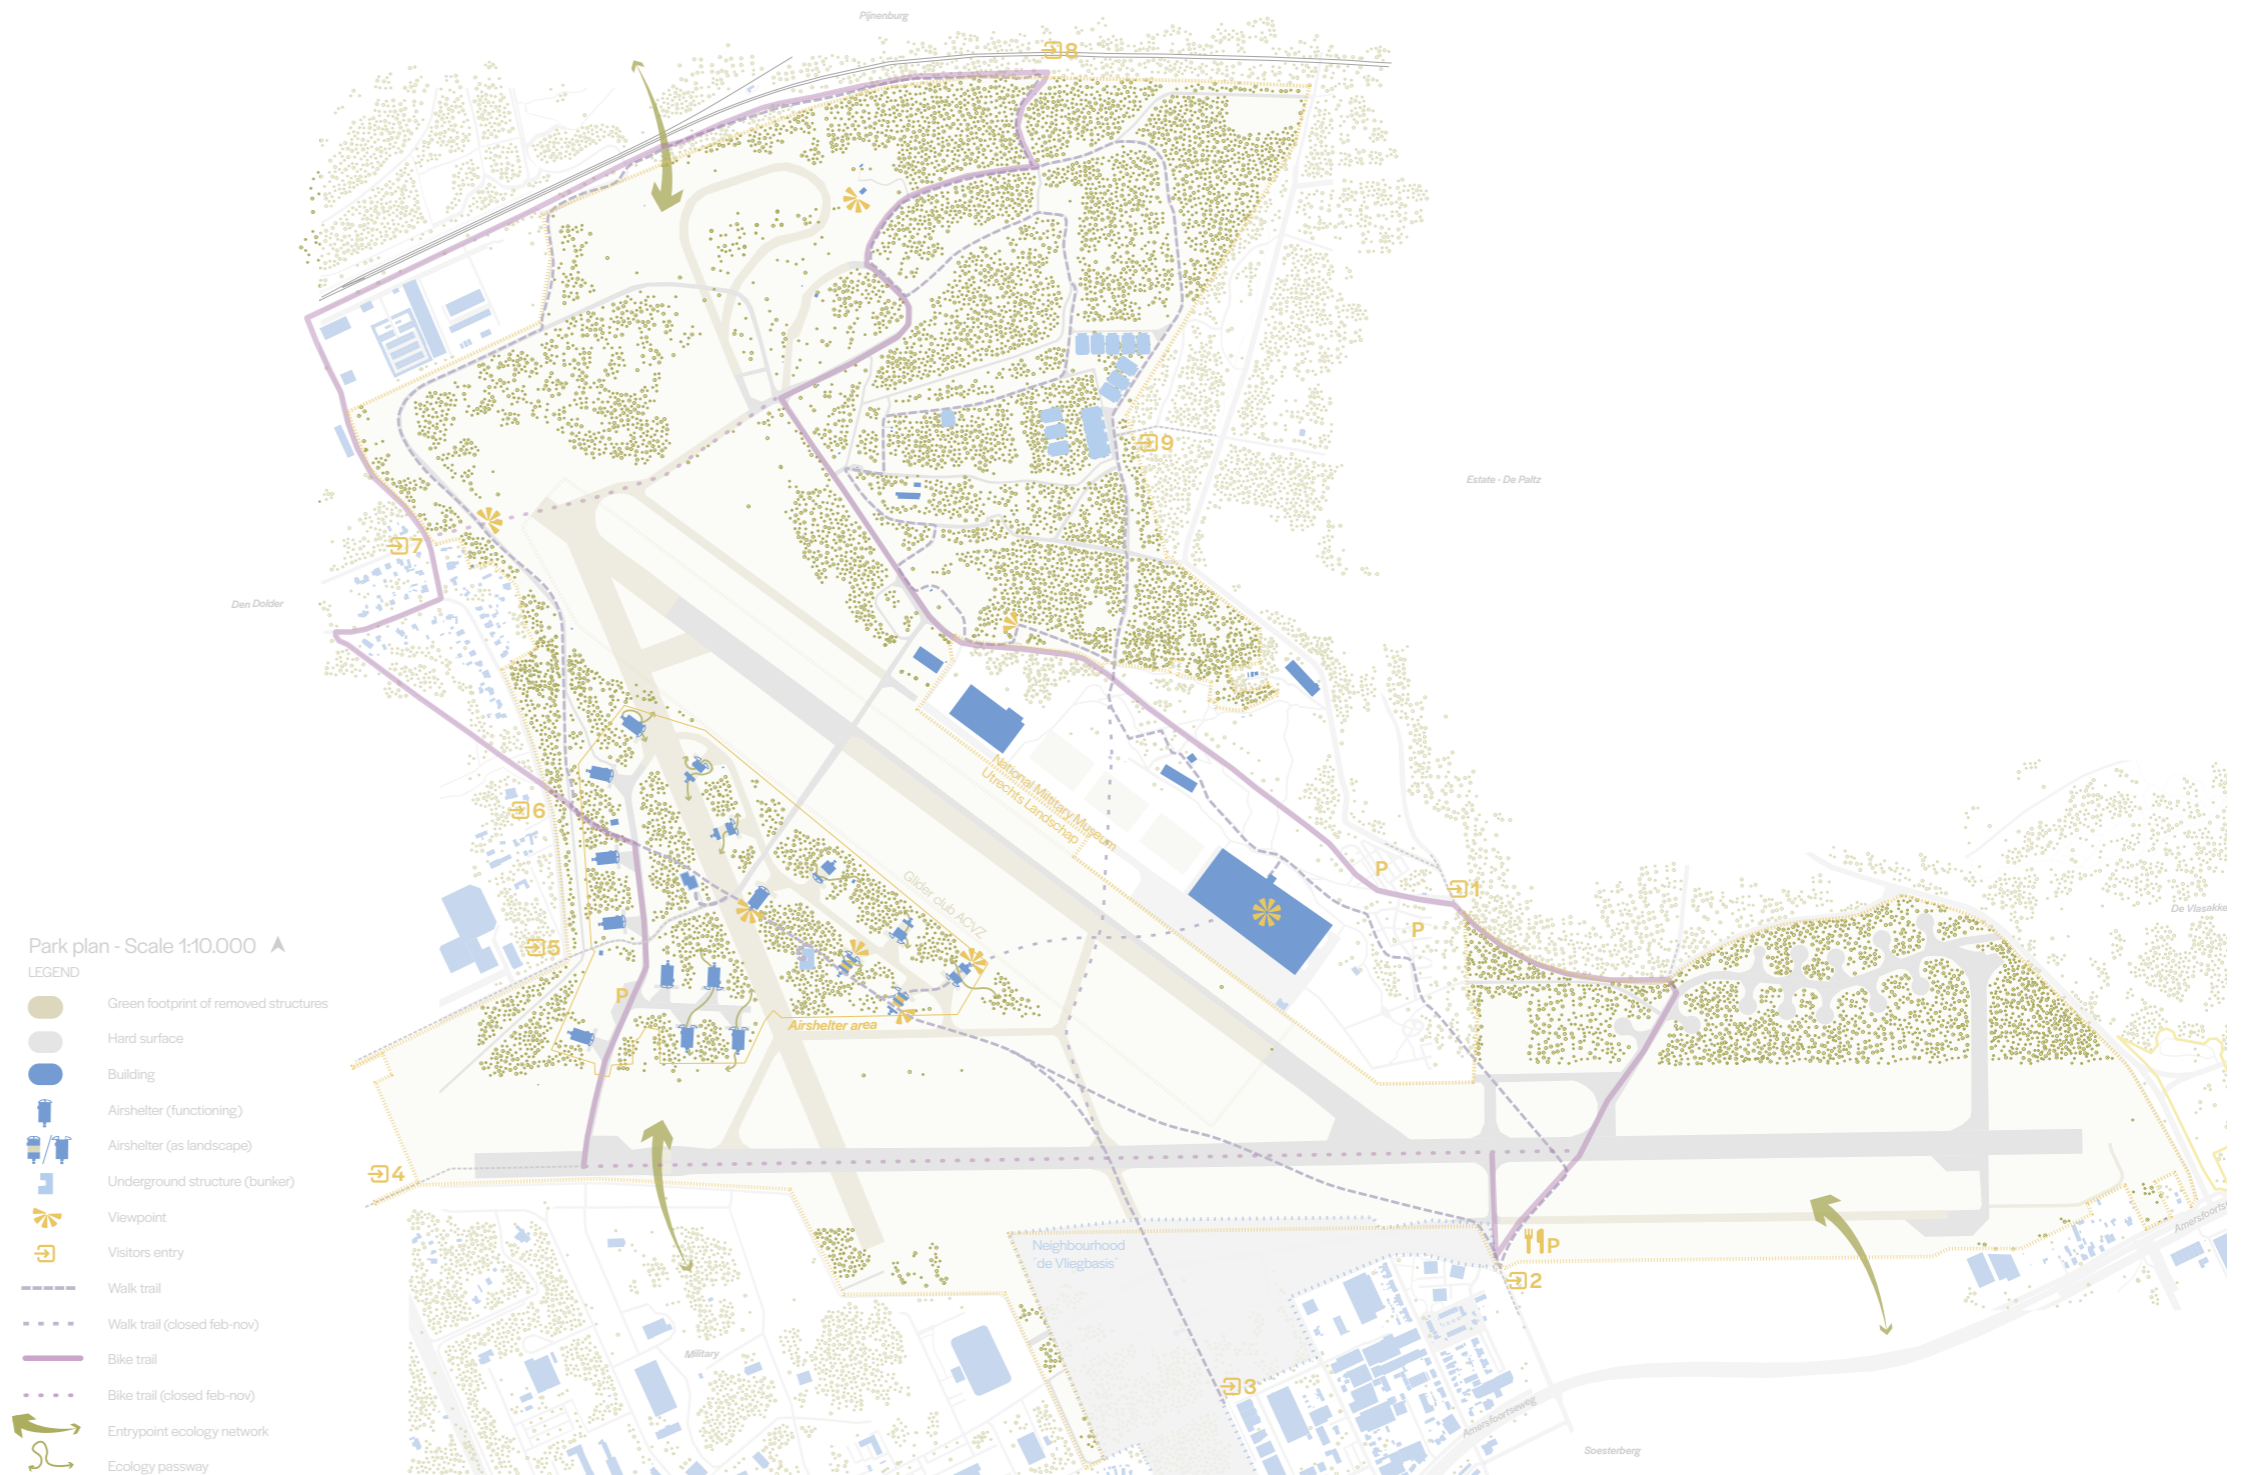 Pijnenburg
8
9
Estate - De Paltz
7
Den Dolder
6
National Military Museum
Utrechts Landschap
P
1
Glider club ACVZ
P
De Vlasakke
5
P
Airshelter area
4
Neighbourhood
'de Vliegbasis'
P
2
Amersfoorts
Military
3
Amersfoortseweg
Soesterberg
Park plan - Scale 1:10.000
LEGEND
Green footprint of removed structures
Hard surface
Building
Airshelter (functioning)
Airshelter (as landscape)
Underground structure (bunker)
Viewpoint
Visitors entry
Walk trail
Walk trail (closed feb-nov)
Bike trail
Bike trail (closed feb-nov)
Entrypoint ecology network
Ecology passway